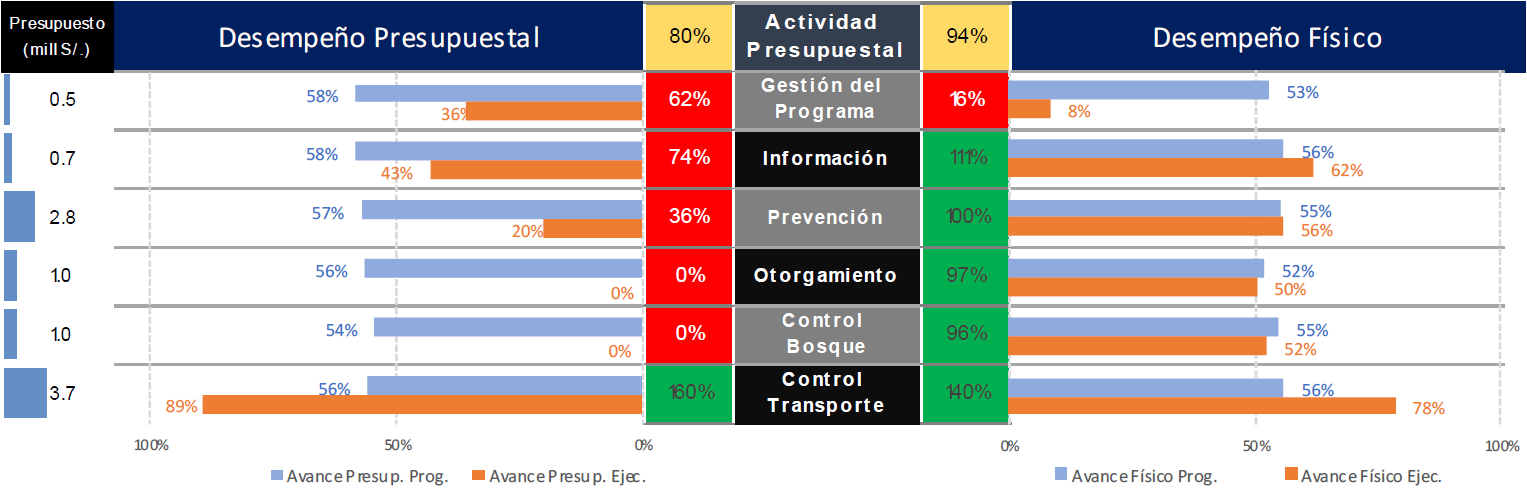 Presupuesto
(mill S/.)
Desempeño Presupuestal
80%
Actividad
Presupuestal
94%
Desempeño Físico
0.5
58%
36%
62%
Gestión del
Programa
16%
53%
8%
0.7
58%
43%
74%
Información
111%
56%
62%
2.8
57%
20%
36%
Prevención
100%
55%
56%
1.0
56%
0%
0%
Otorgamiento
97%
52%
50%
1.0
54%
0%
0%
Control
Bosque
96%
55%
52%
3.7
56%
89%
160%
Control
Transporte
140%
56%
78%
100%
50%
0%
0%
50%
100%
Avance Presup. Prog.
Avance Presup. Ejec.
Avance Físico Prog.
Avance Físico Ejec.